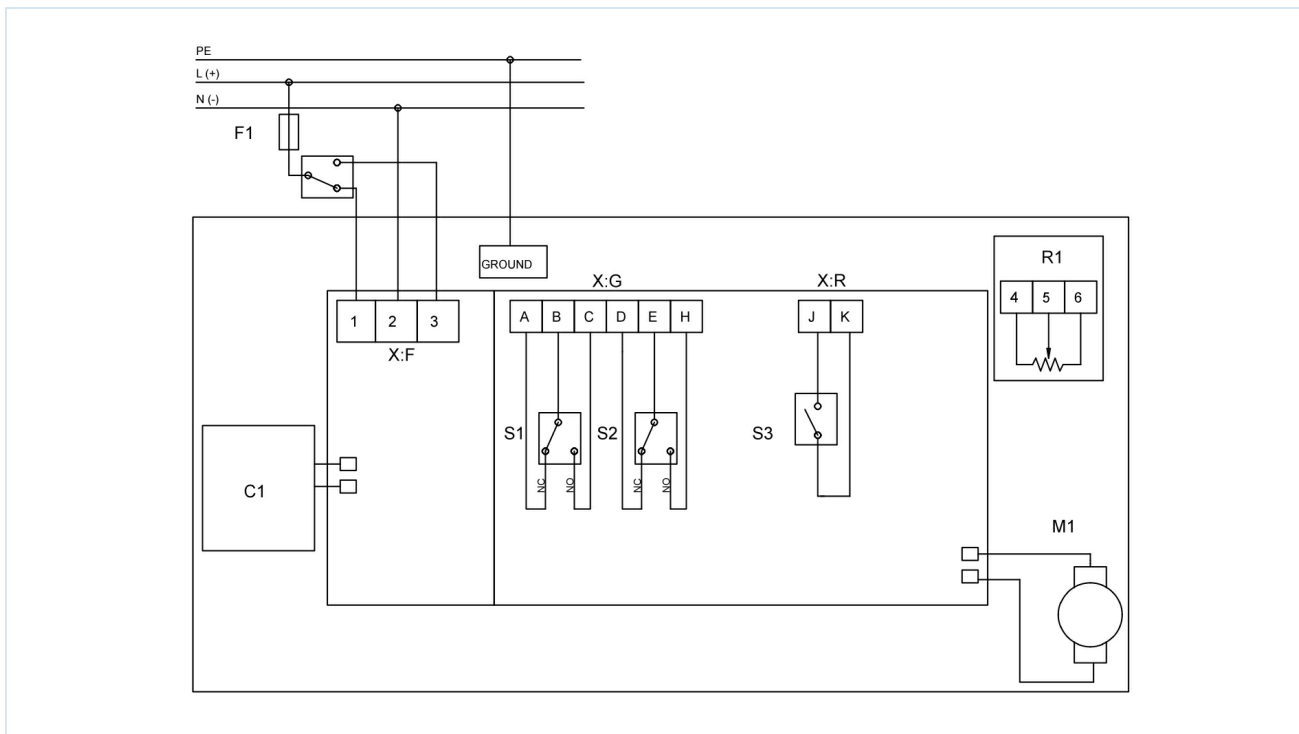 PE
L (+)
N (-)
F1
GROUND
X:G
X:R
R1
4 5 6
1 2 3
A B C D E H
J K
X:F
S1
S2
S3
NC
NO
NC
NO
C1
M1